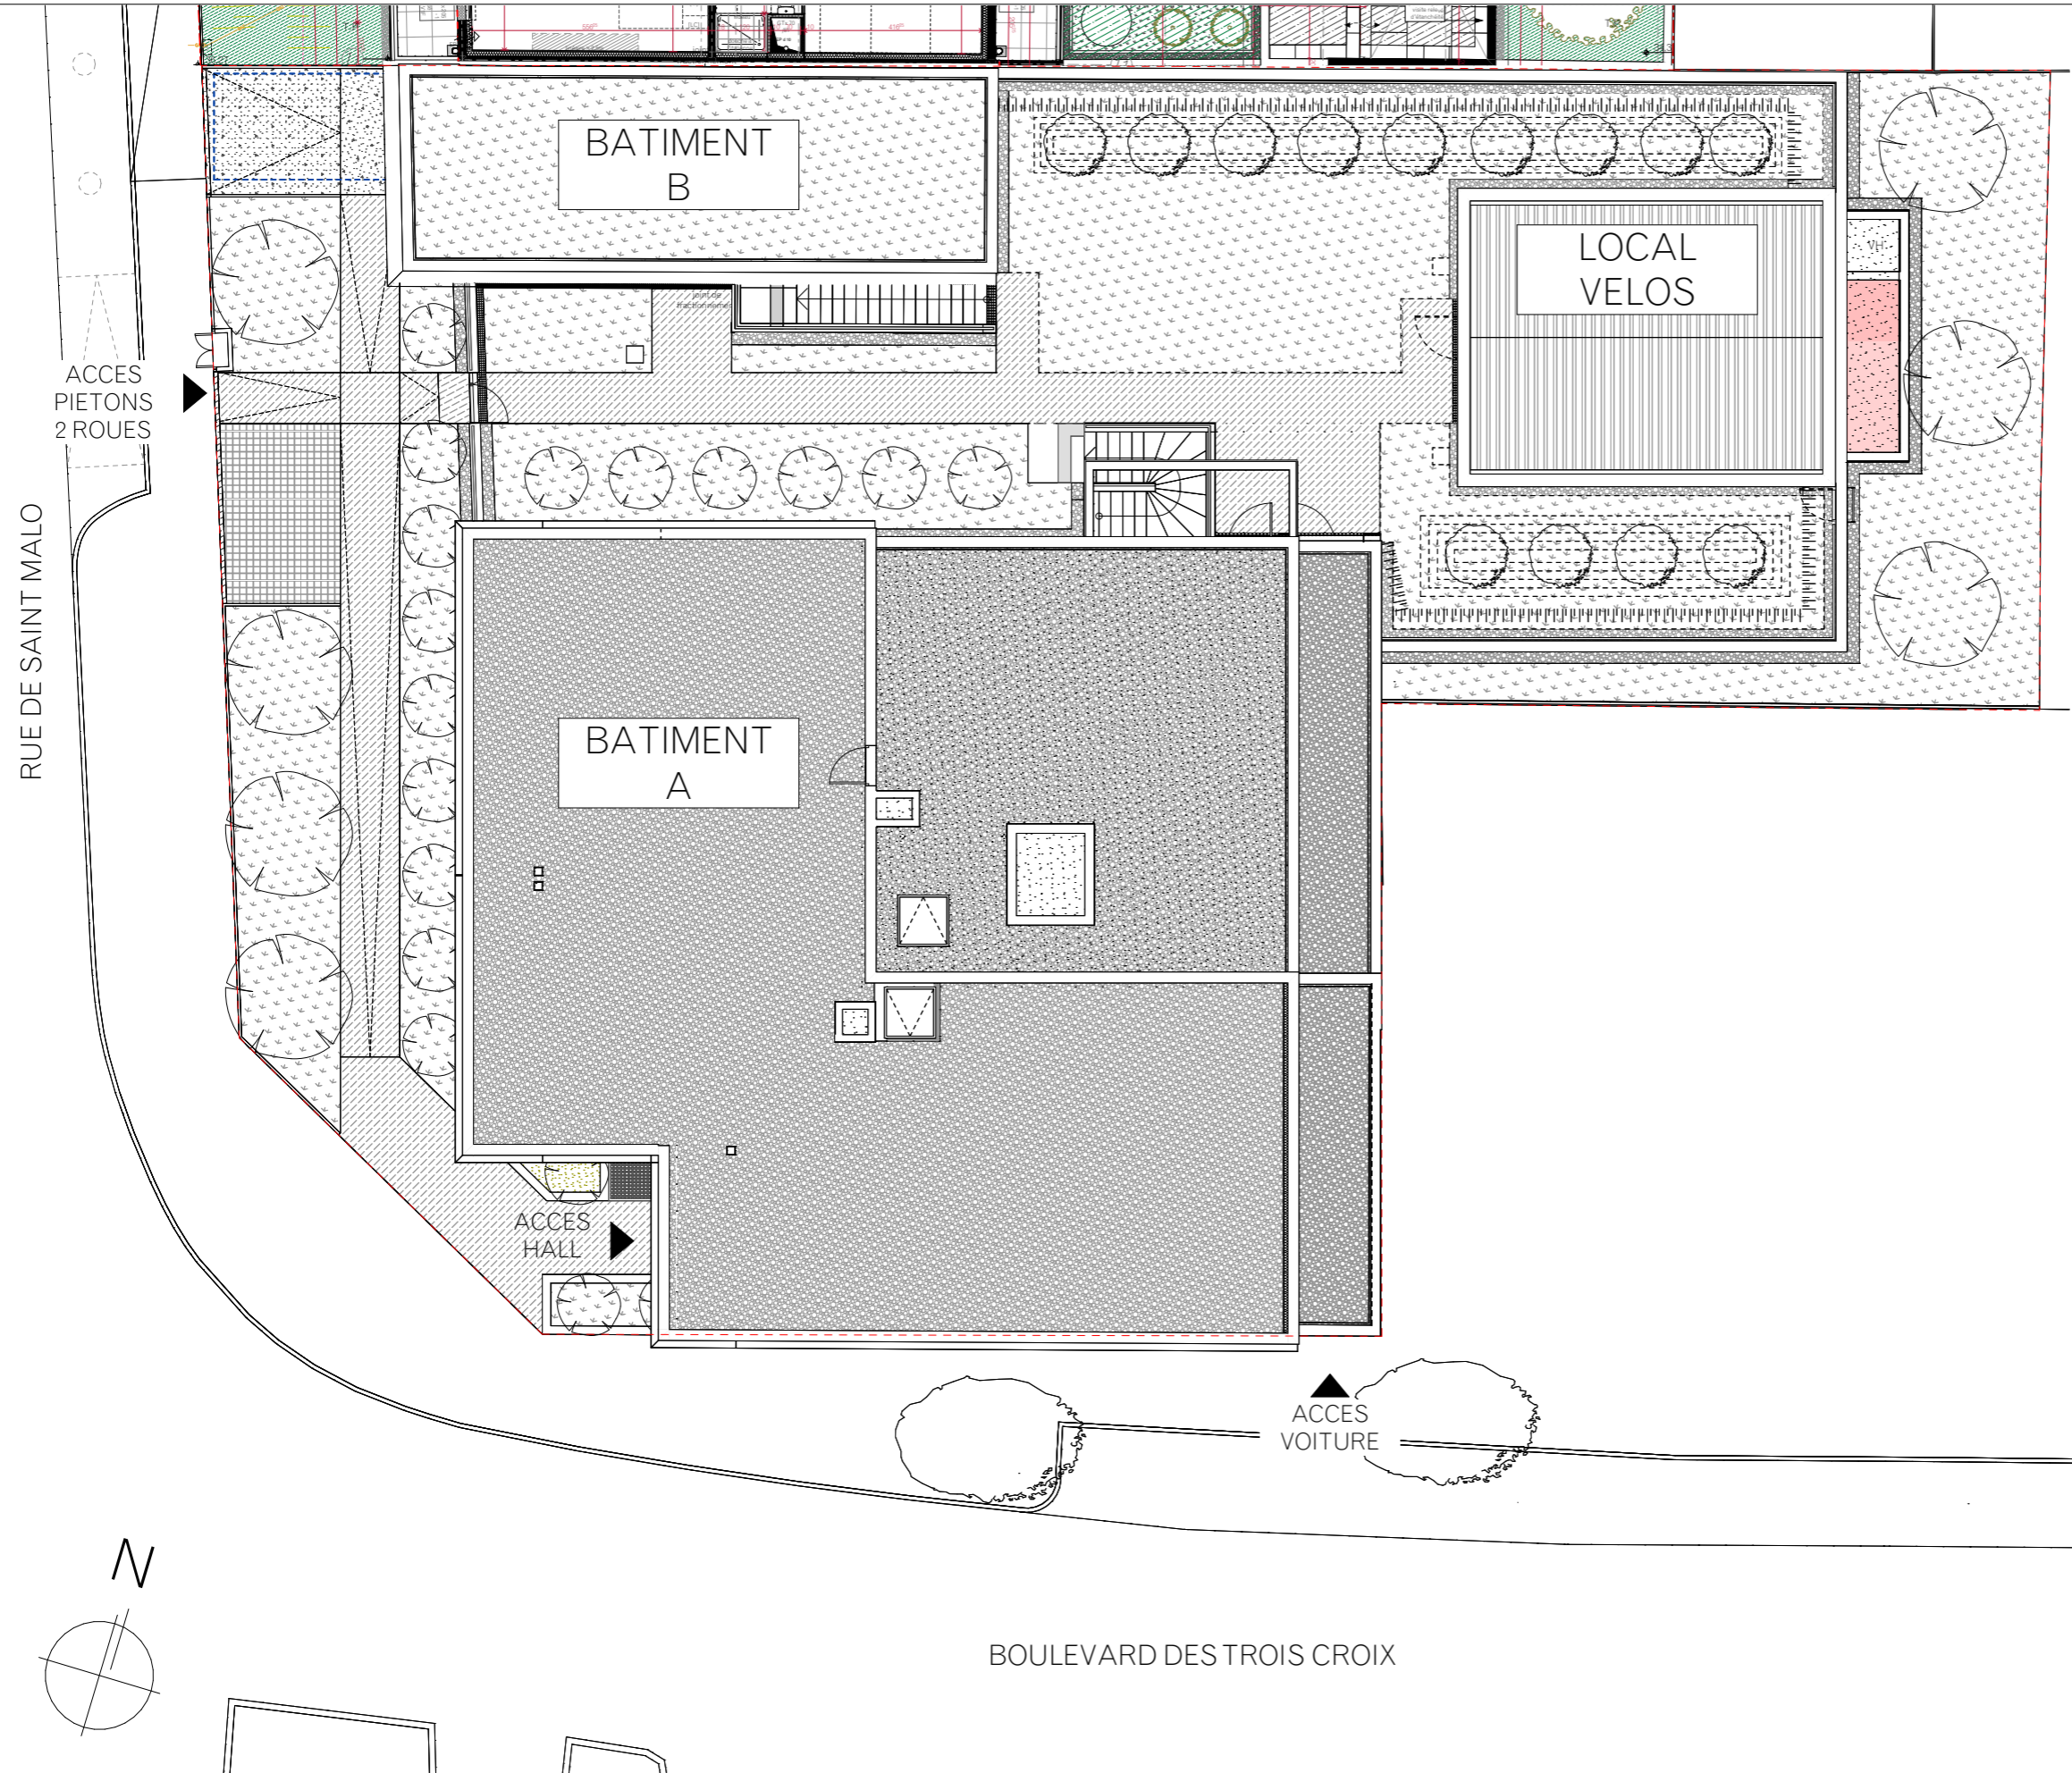 BATIMENT
B
LOCAL
VELOS
VH
ACCES
PIETONS
2 ROUES
RUE DE SAINT MALO
BATIMENT
A
ACCES
HALL
ACCES
VOITURE
N
BOULEVARD DES TROIS CROIX